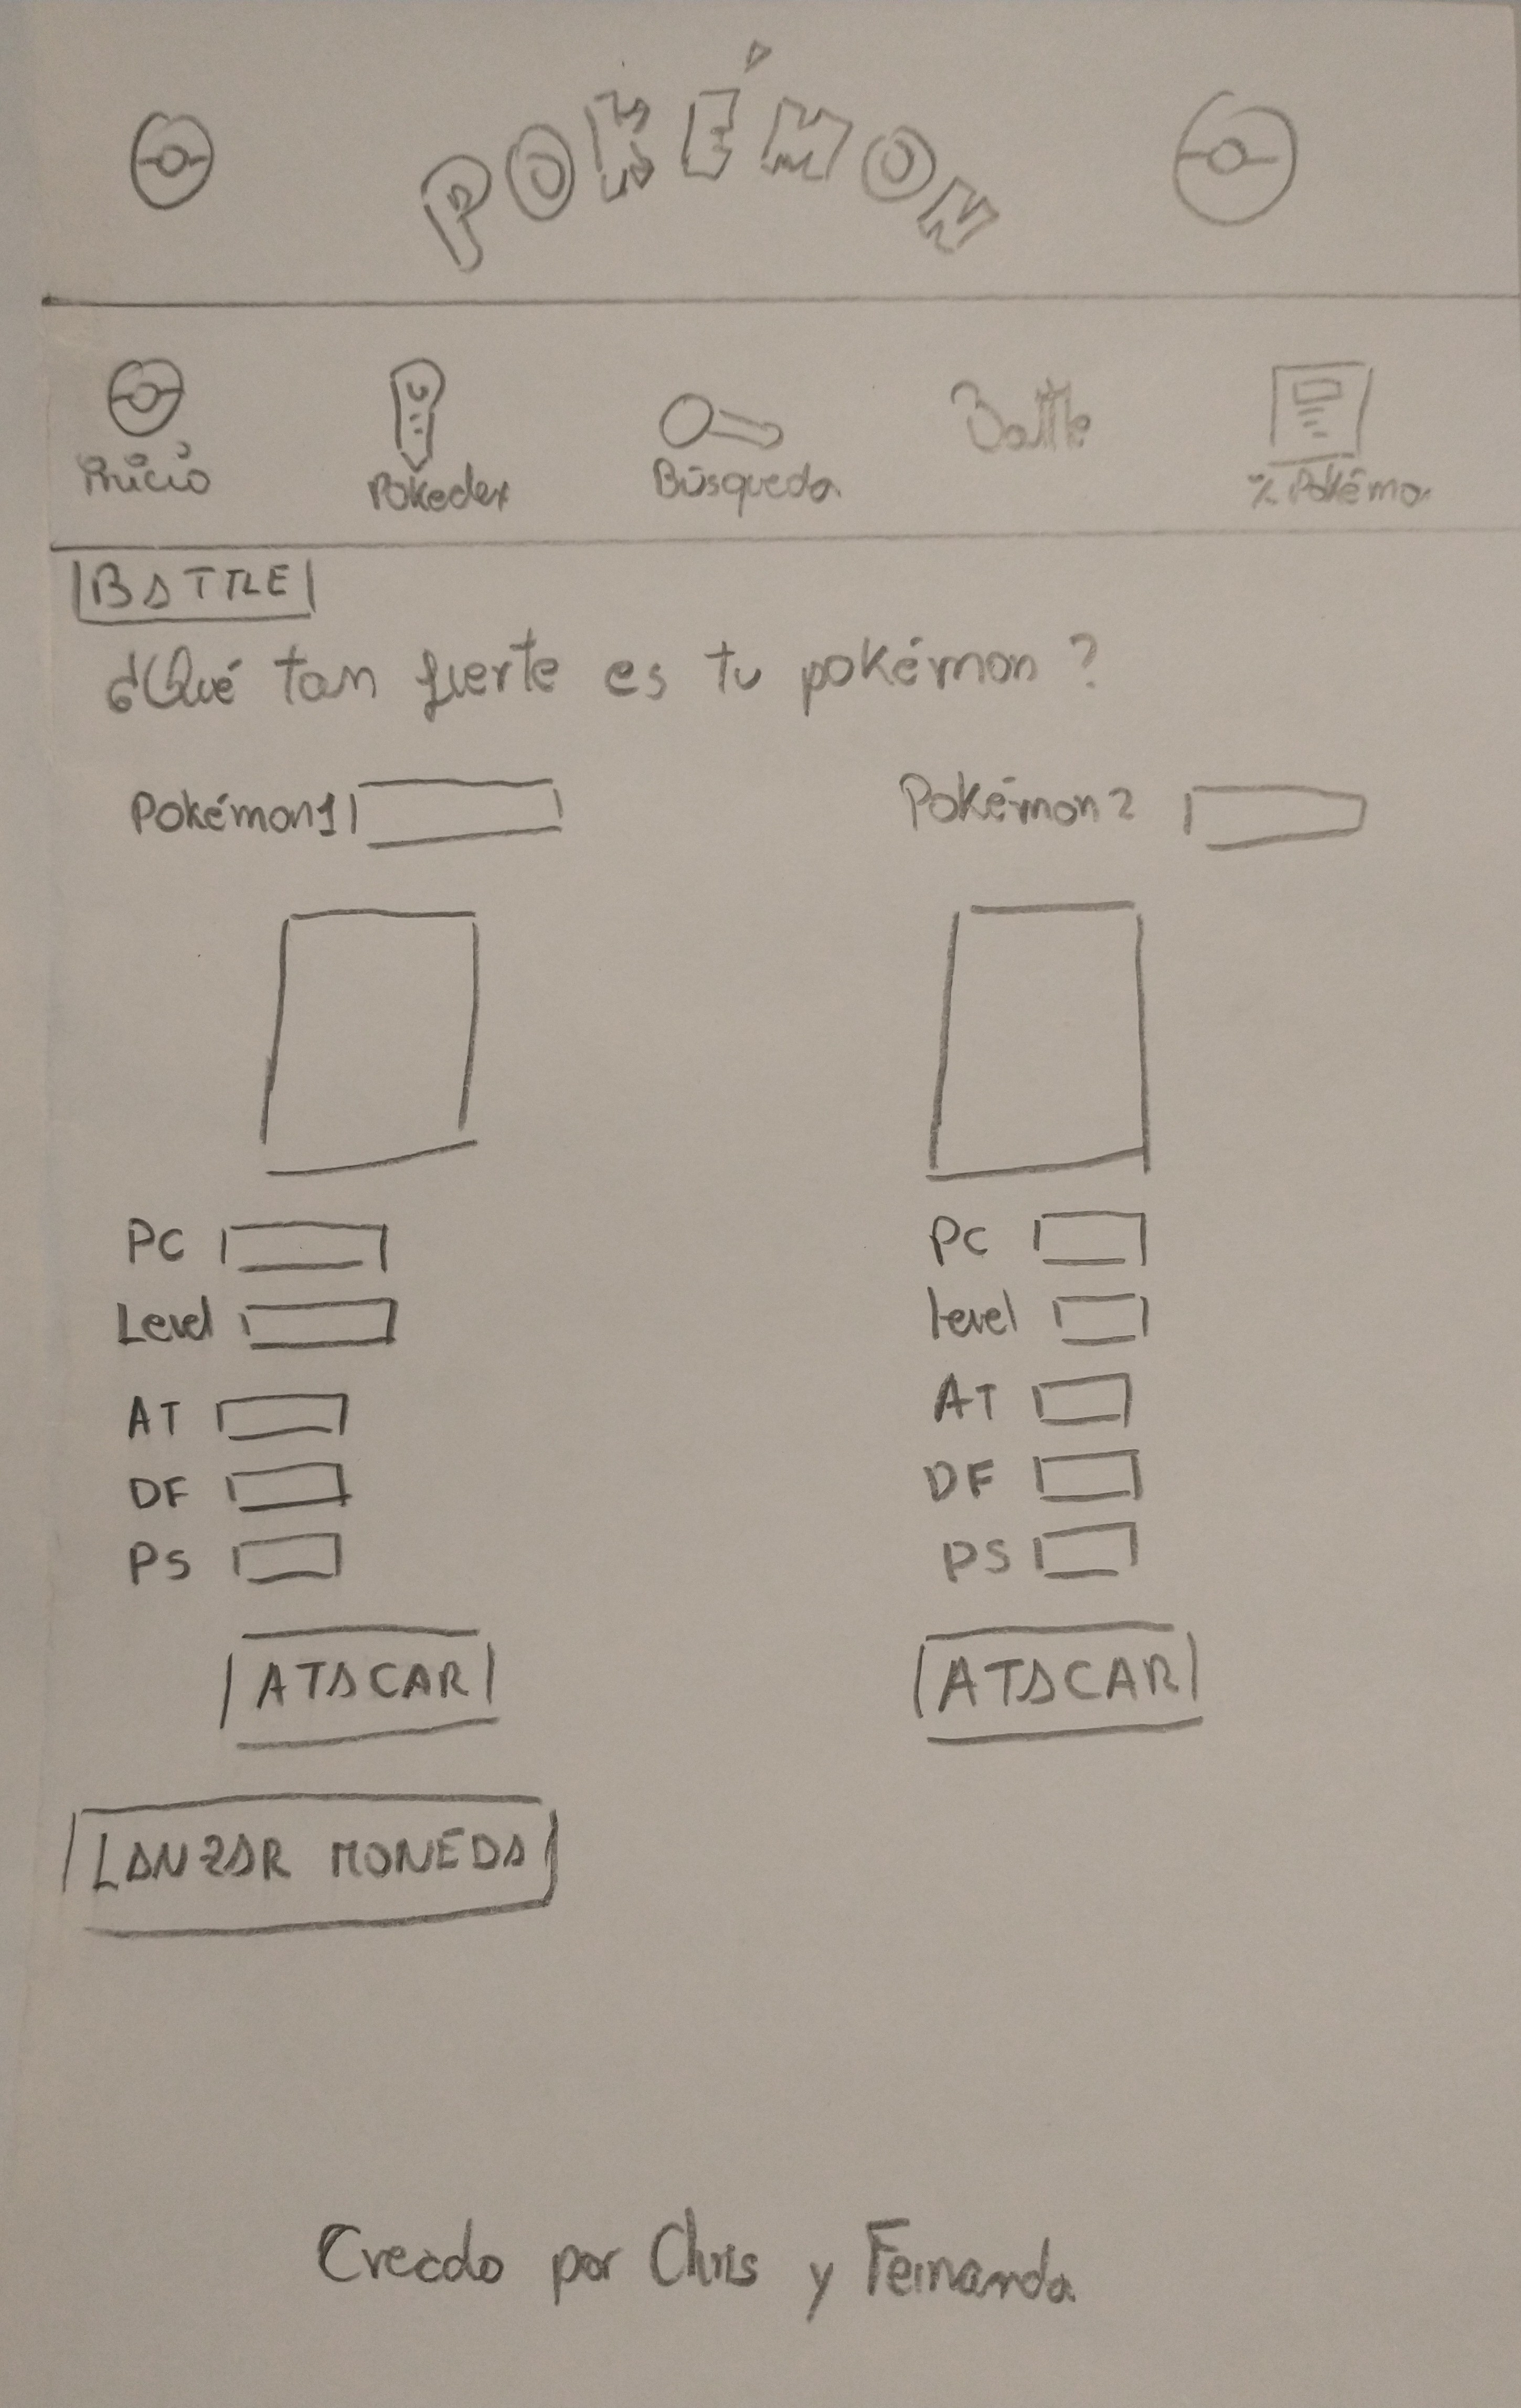 POKÉMON
Inicio Pokedex Búsqueda Battle % Pokémon
BATTLE
¿Qué tan fuerte es tu pokémon?
Pokémon1 Pokémon2
PC PC
Level level
AT AT
DF DF
PS PS
ATACAR ATACAR
LANZAR MONEDA
Creado por Chris y Fernanda